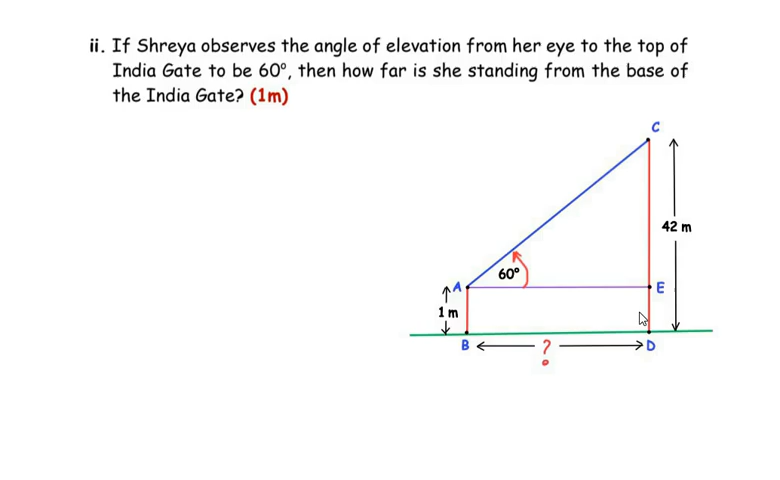 ii. If Shreya observes the angle of elevation from her eye to the top of
India Gate to be 60°, then how far is she standing from the base of
the India Gate? (1m)
C
42 m
60°
A
E
1 m
B
?
D